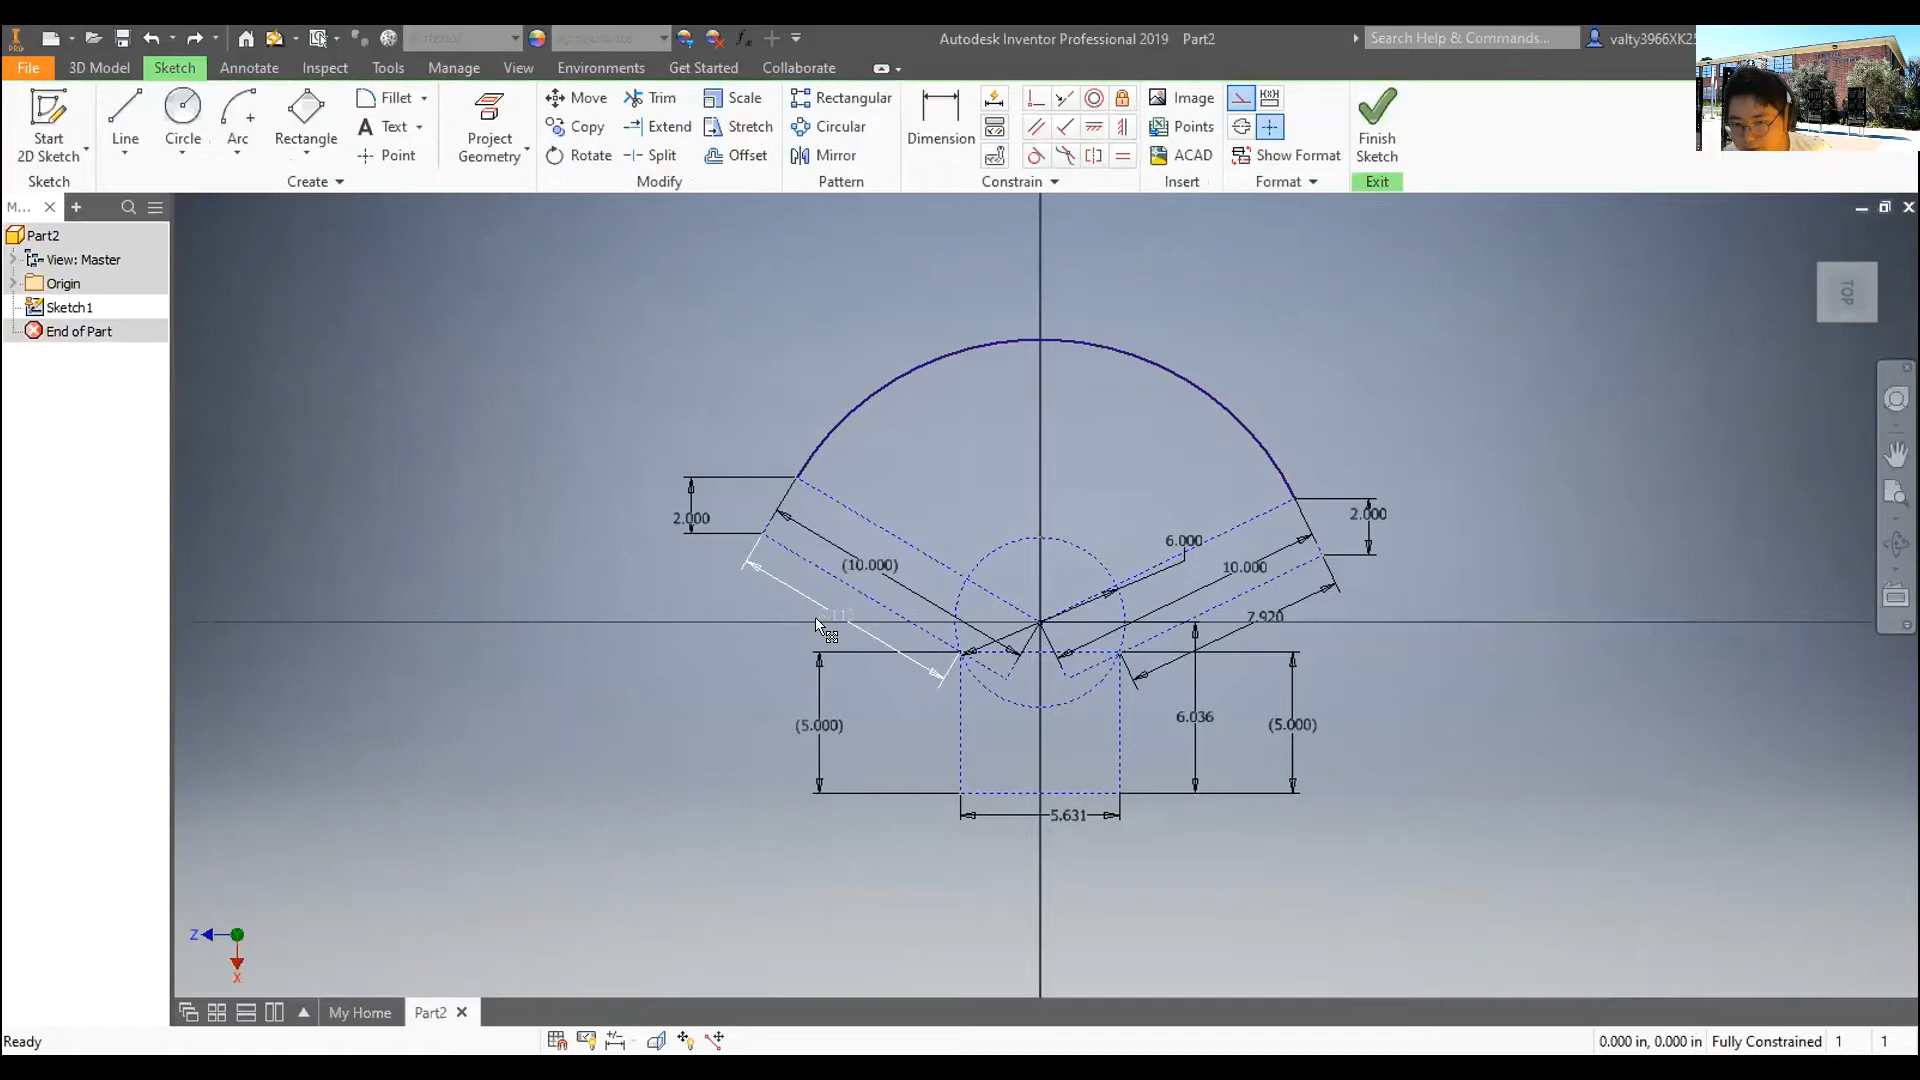 Autodesk Inventor Professional 2019 Part2
Search Help & Commands...
valty3966XK25
File 3D Model Sketch Annotate Inspect Tools Manage View Environments Get Started Collaborate
Start 2D Sketch
Line
Circle
Arc
Rectangle
Fillet
Text
Point
Project Geometry
Move
Copy
Rotate
Trim
Extend
Split
Scale
Stretch
Offset
Rectangular
Circular
Mirror
Dimension
Image
Points
ACAD
Show Format
Finish Sketch
Sketch Create Modify Pattern Constrain Insert Format Exit
M...
Part2
View: Master
Origin
Sketch1
End of Part
TOP
2.000
2.000
6.000
(10.000)
10.000
7.920
(5.000)
6.036
(5.000)
5.631
Z
X
My Home Part2
Ready
0.000 in, 0.000 in Fully Constrained 1 1